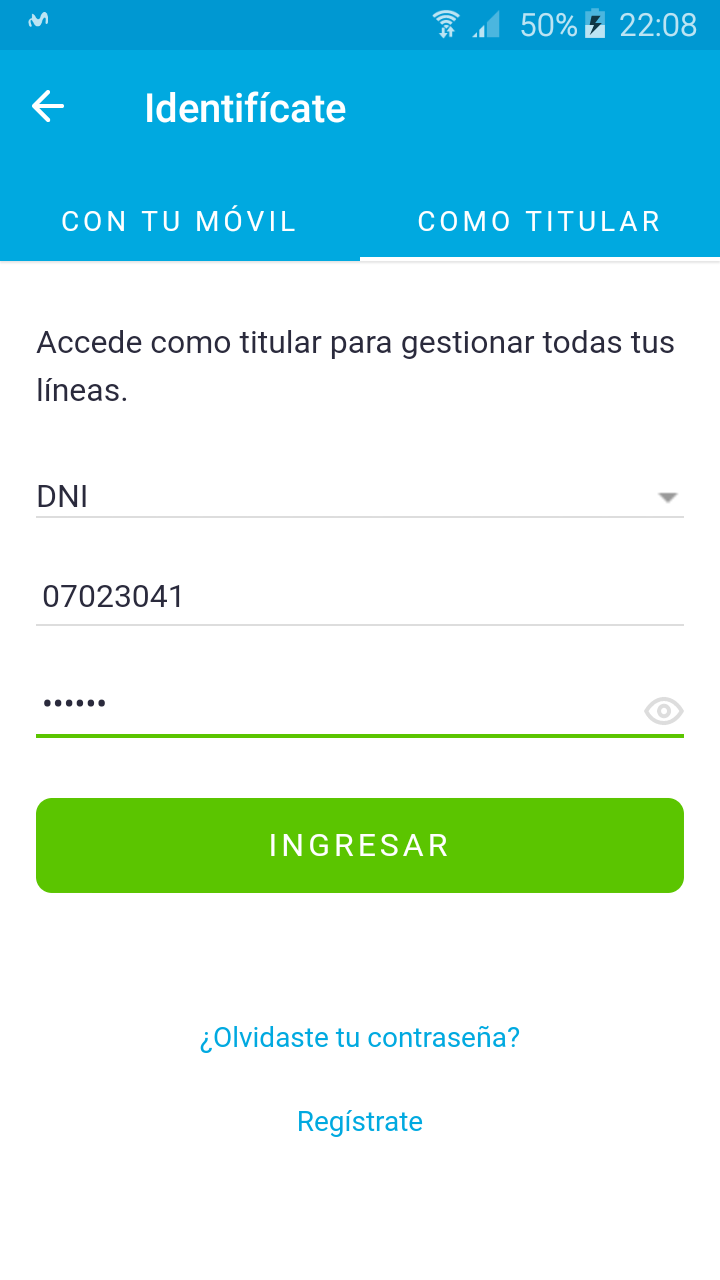 50% 22:08
Identifícate
CON TU MÓVIL COMO TITULAR
Accede como titular para gestionar todas tus
líneas.
DNI
07023041
••••••
INGRESAR
¿Olvidaste tu contraseña?
Regístrate